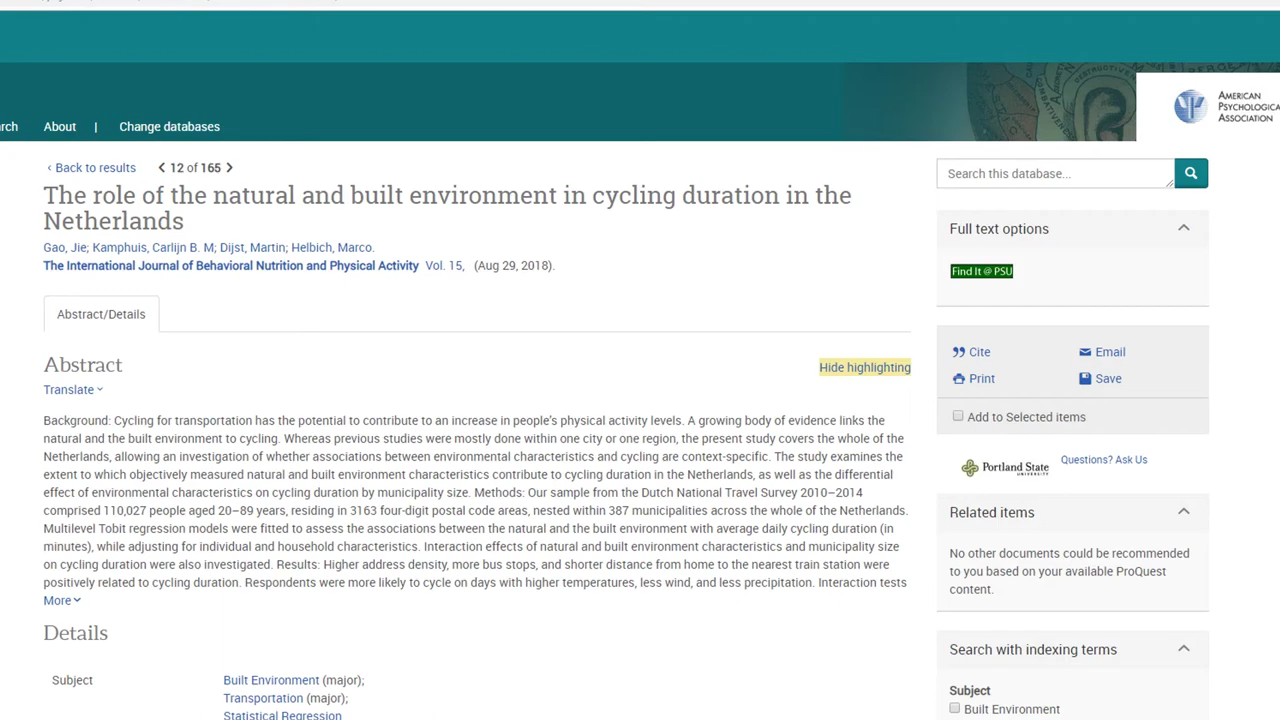 rch About | Change databases
AMERICAN
PSYCHOLOGICA
ASSOCIATION
‹ Back to results 12 of 165
The role of the natural and built environment in cycling duration in the
Netherlands
Gao, Jie; Kamphuis, Carlijn B. M; Dijst, Martin; Helbich, Marco.
The International Journal of Behavioral Nutrition and Physical Activity Vol. 15, (Aug 29, 2018).
Abstract/Details
Abstract
Hide highlighting
Translate
Background: Cycling for transportation has the potential to contribute to an increase in people’s physical activity levels. A growing body of evidence links the
natural and the built environment to cycling. Whereas previous studies were mostly done within one city or one region, the present study covers the whole of the
Netherlands, allowing an investigation of whether associations between environmental characteristics and cycling are context-specific. The study examines the
extent to which objectively measured natural and built environment characteristics contribute to cycling duration in the Netherlands, as well as the differential
effect of environmental characteristics on cycling duration by municipality size. Methods: Our sample from the Dutch National Travel Survey 2010–2014
comprised 110,027 people aged 20–89 years, residing in 3163 four-digit postal code areas, nested within 387 municipalities across the whole of the Netherlands.
Multilevel Tobit regression models were fitted to assess the associations between the natural and the built environment with average daily cycling duration (in
minutes), while adjusting for individual and household characteristics. Interaction effects of natural and built environment characteristics and municipality size
on cycling duration were also investigated. Results: Higher address density, more bus stops, and shorter distance from home to the nearest train station were
positively related to cycling duration. Respondents were more likely to cycle on days with higher temperatures, less wind, and less precipitation. Interaction tests
More
Details
Subject
Built Environment (major);
Transportation (major);
Statistical Regression
Search this database...
Full text options
Find It @ PSU
Cite Email
Print Save
Add to Selected items
Portland State
UNIVERSITY
Questions? Ask Us
Related items
No other documents could be recommended
to you based on your available ProQuest
content.
Search with indexing terms
Subject
Built Environment